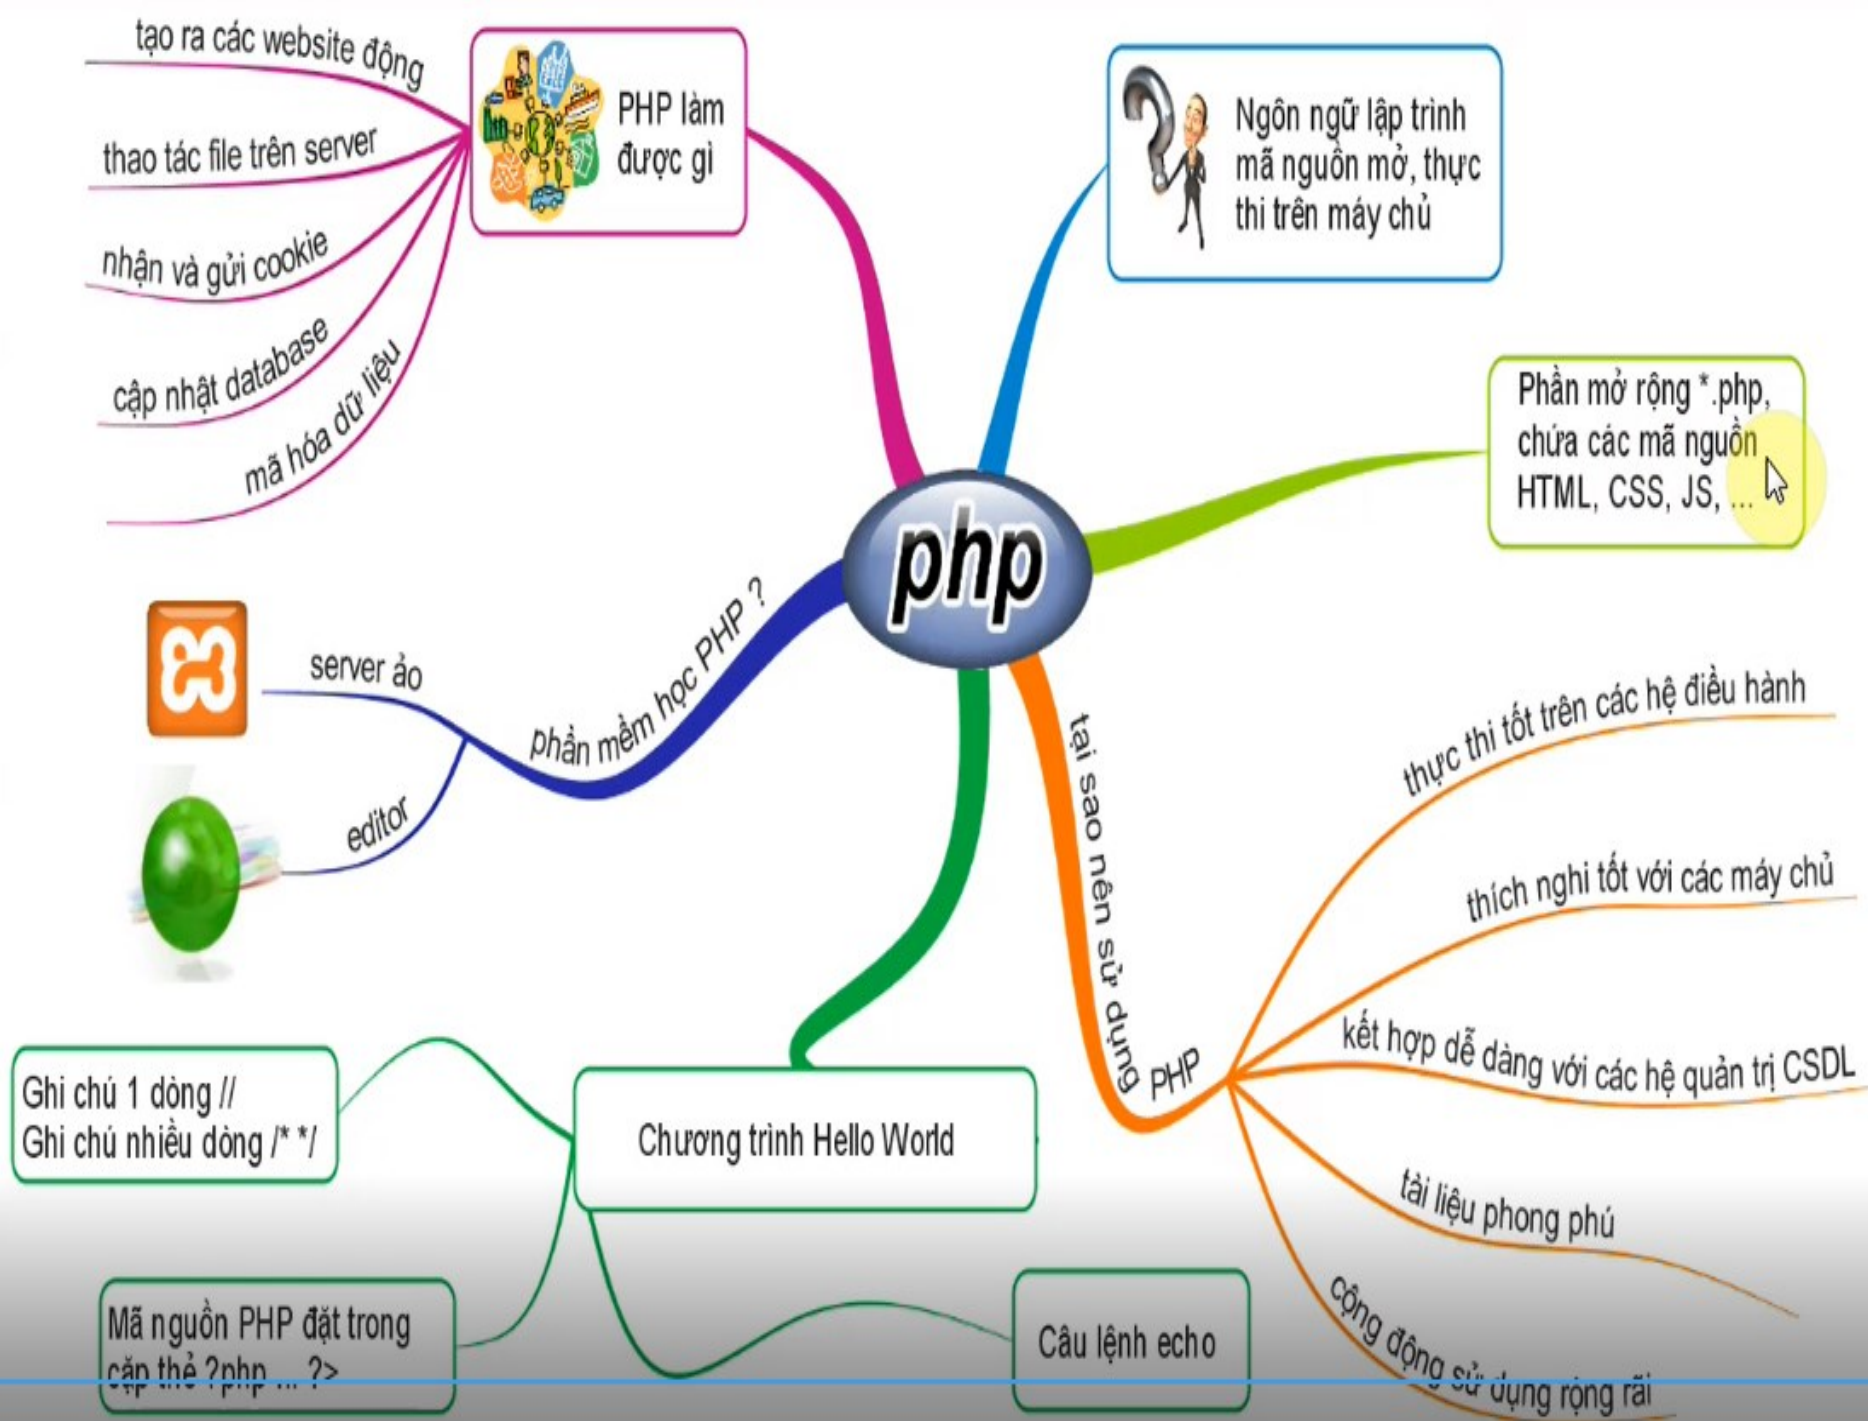 tạo ra các website động
thao tác file trên server
nhận và gửi cookie
cập nhật database
mã hóa dữ liệu
PHP làm
được gì
Ngôn ngữ lập trình
mã nguồn mở, thực
thi trên máy chủ
Phần mở rộng *.php,
chứa các mã nguồn
HTML, CSS, JS, ...
php
phần mềm học PHP ?
server ảo
editor
tại sao nên sử dụng PHP
thực thi tốt trên các hệ điều hành
thích nghi tốt với các máy chủ
kết hợp dễ dàng với các hệ quản trị CSDL
tài liệu phong phú
cộng động sử dụng rộng rãi
Chương trình Hello World
Ghi chú 1 dòng //
Ghi chú nhiều dòng /* */
Mã nguồn PHP đặt trong
cặp thẻ ?php ... ?>
Câu lệnh echo